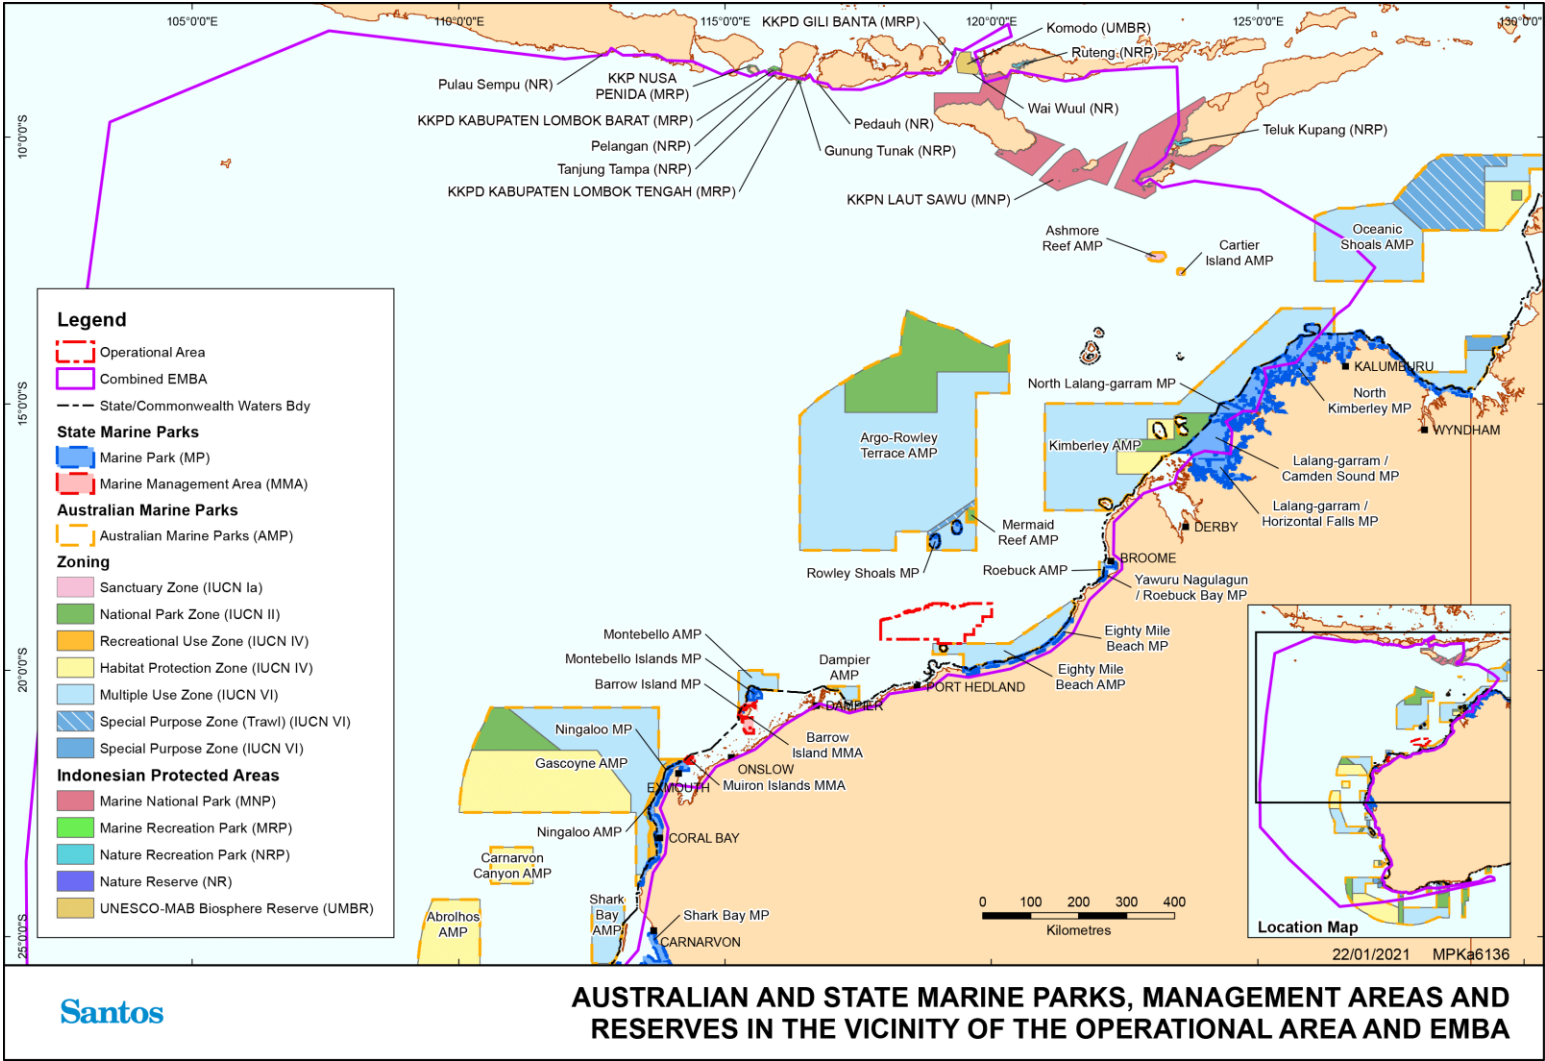 105°0'0"E
110°0'0"E
115°0'0"E
120°0'0"E
125°0'0"E
130°0'0"E
10°0'0"S
15°0'0"S
20°0'0"S
25°0'0"S
KKPD GILI BANTA (MRP)
Komodo (UMBR)
Ruteng (NRP)
Pulau Sempu (NR)
KKP NUSA
PENIDA (MRP)
Wai Wuul (NR)
KKPD KABUPATEN LOMBOK BARAT (MRP)
Pedauh (NR)
Teluk Kupang (NRP)
Pelangan (NRP)
Gunung Tunak (NRP)
Tanjung Tampa (NRP)
KKPD KABUPATEN LOMBOK TENGAH (MRP)
KKPN LAUT SAWU (MNP)
Ashmore
Reef AMP
Cartier
Island AMP
Oceanic
Shoals AMP
North Lalang-garram MP
KALUMBURU
North
Kimberley MP
WYNDHAM
Argo-Rowley
Terrace AMP
Kimberley AMP
Lalang-garram /
Camden Sound MP
Lalang-garram /
Horizontal Falls MP
Mermaid
Reef AMP
DERBY
Rowley Shoals MP
Roebuck AMP
BROOME
Yawuru Nagulagun
/ Roebuck Bay MP
Montebello AMP
Montebello Islands MP
Barrow Island MP
Dampier
AMP
Eighty Mile
Beach MP
Eighty Mile
Beach AMP
PORT HEDLAND
DAMPIER
Ningaloo MP
Barrow
Island MMA
Gascoyne AMP
ONSLOW
Muiron Islands MMA
EXMOUTH
Ningaloo AMP
CORAL BAY
Carnarvon
Canyon AMP
Abrolhos
AMP
Shark
Bay
AMP
Shark Bay MP
CARNARVON
Legend
Operational Area
Combined EMBA
State/Commonwealth Waters Bdy
State Marine Parks
Marine Park (MP)
Marine Management Area (MMA)
Australian Marine Parks
Australian Marine Parks (AMP)
Zoning
Sanctuary Zone (IUCN Ia)
National Park Zone (IUCN II)
Recreational Use Zone (IUCN IV)
Habitat Protection Zone (IUCN IV)
Multiple Use Zone (IUCN VI)
Special Purpose Zone (Trawl) (IUCN VI)
Special Purpose Zone (IUCN VI)
Indonesian Protected Areas
Marine National Park (MNP)
Marine Recreation Park (MRP)
Nature Recreation Park (NRP)
Nature Reserve (NR)
UNESCO-MAB Biosphere Reserve (UMBR)
0 100 200 300 400
Kilometres
Location Map
22/01/2021 MPKa6136
Santos
AUSTRALIAN AND STATE MARINE PARKS, MANAGEMENT AREAS AND
RESERVES IN THE VICINITY OF THE OPERATIONAL AREA AND EMBA